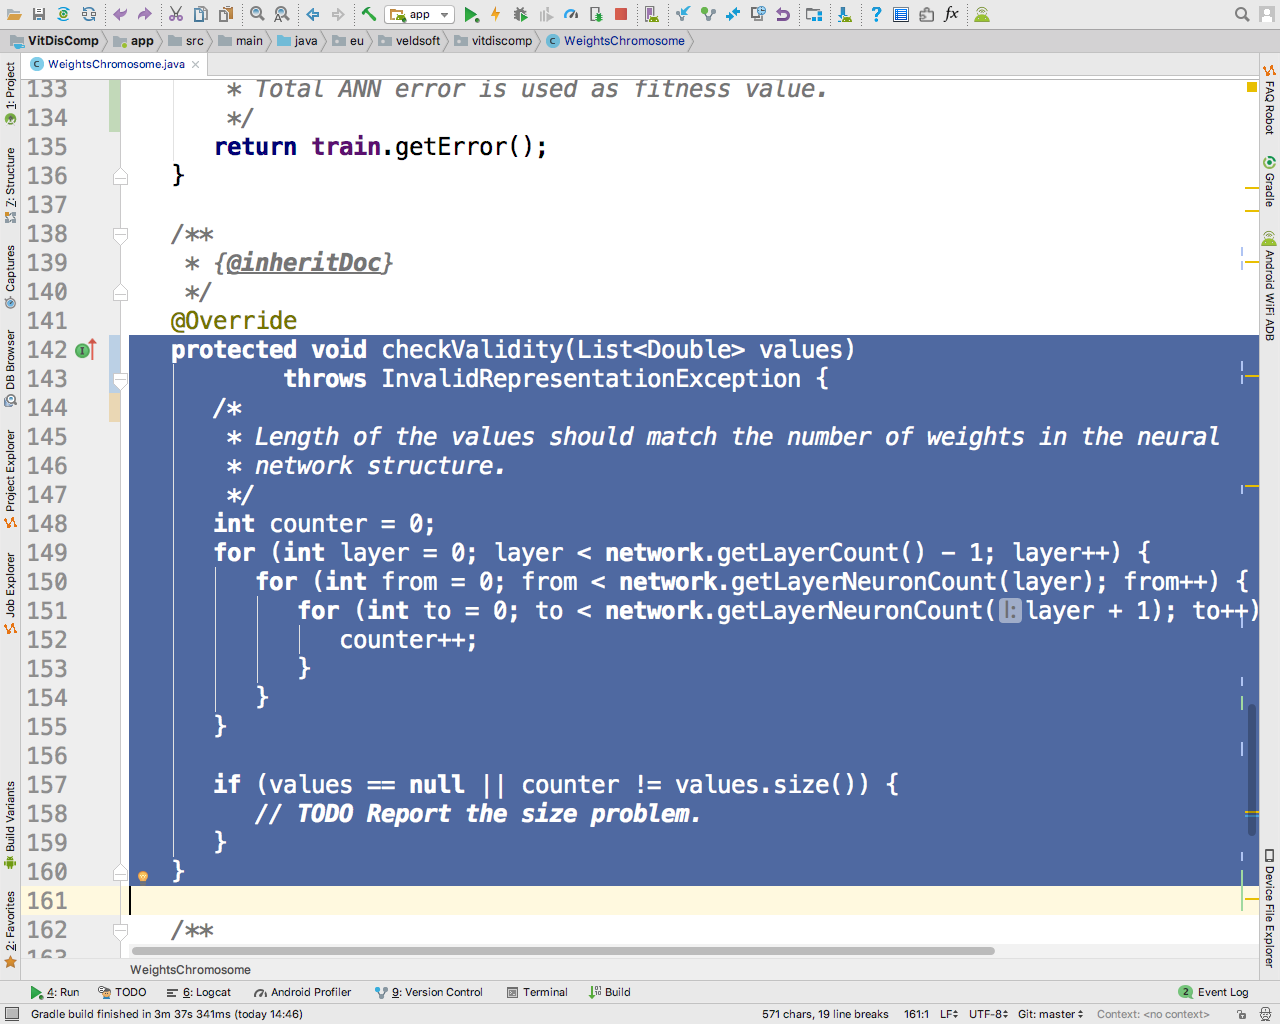 app
VitDisComp app src main java eu veldsoft vitdiscomp WeightsChromosome
WeightsChromosome.java
133 * Total ANN error is used as fitness value.
134 */
135 return train.getError();
136 }
137
138 /**
139 * {@inheritDoc}
140 */
141 @Override
142 protected void checkValidity(List<Double> values)
143 throws InvalidRepresentationException {
144 /*
145 * Length of the values should match the number of weights in the neural
146 * network structure.
147 */
148 int counter = 0;
149 for (int layer = 0; layer < network.getLayerCount() - 1; layer++) {
150 for (int from = 0; from < network.getLayerNeuronCount(layer); from++) {
151 for (int to = 0; to < network.getLayerNeuronCount( l: layer + 1); to++)
152 counter++;
153 }
154 }
155 }
156
157 if (values == null || counter != values.size()) {
158 // TODO Report the size problem.
159 }
160 }
161
162 /**
163
1: Project
7: Structure
Captures
DB Browser
Project Explorer
Job Explorer
Build Variants
2: Favorites
FAQ Robot
Gradle
Android WiFi ADB
Device File Explorer
WeightsChromosome
4: Run TODO 6: Logcat Android Profiler 9: Version Control Terminal Build 2 Event Log
Gradle build finished in 3m 37s 341ms (today 14:46) 571 chars, 19 line breaks 161:1 LF UTF-8 Git: master Context: <no context>